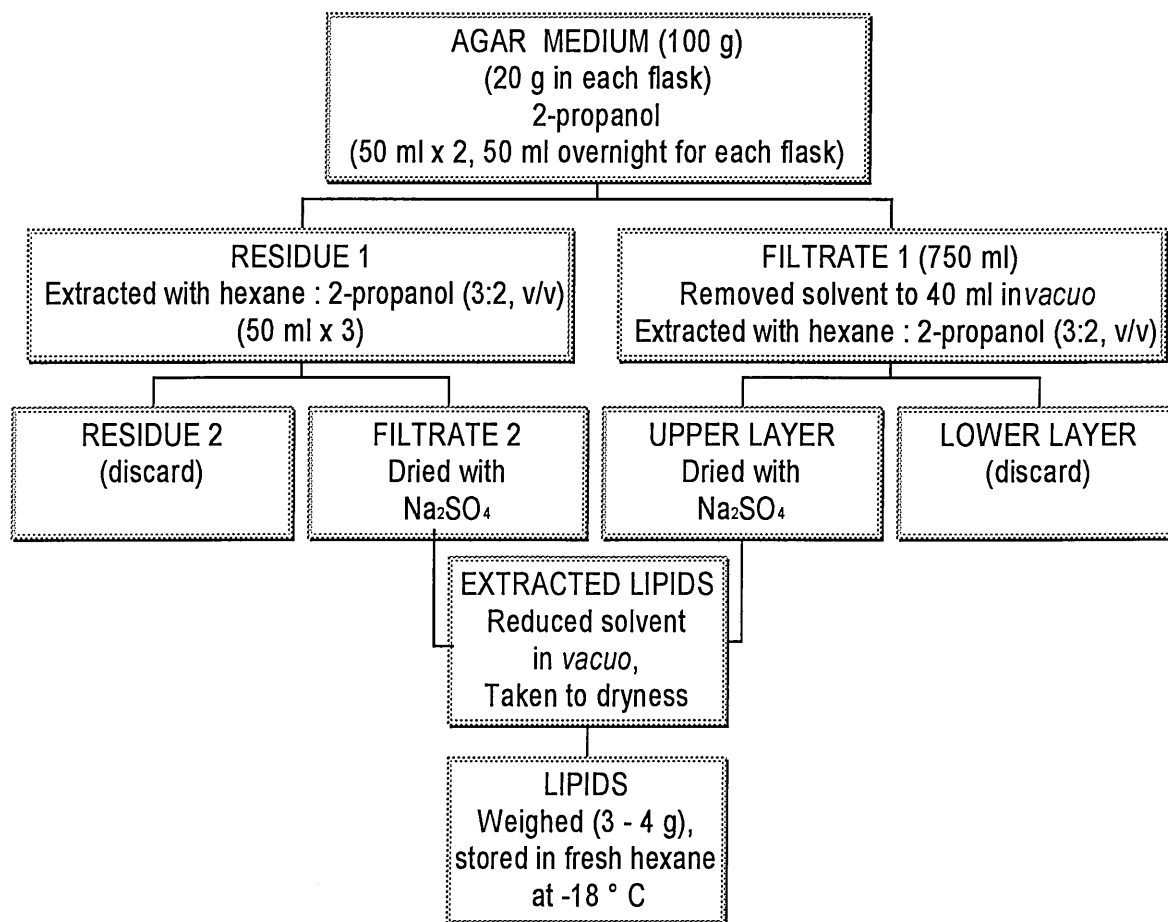 AGAR MEDIUM (100 g)
(20 g in each flask)
2-propanol
(50 ml x 2, 50 ml overnight for each flask)
RESIDUE 1
Extracted with hexane : 2-propanol (3:2, v/v)
(50 ml x 3)
FILTRATE 1 (750 ml)
Removed solvent to 40 ml in vacuo
Extracted with hexane : 2-propanol (3:2, v/v)
RESIDUE 2
(discard)
FILTRATE 2
Dried with
Na₂SO₄
UPPER LAYER
Dried with
Na₂SO₄
LOWER LAYER
(discard)
EXTRACTED LIPIDS
Reduced solvent
in vacuo,
Taken to dryness
LIPIDS
Weighed (3 - 4 g),
stored in fresh hexane
at -18 ° C